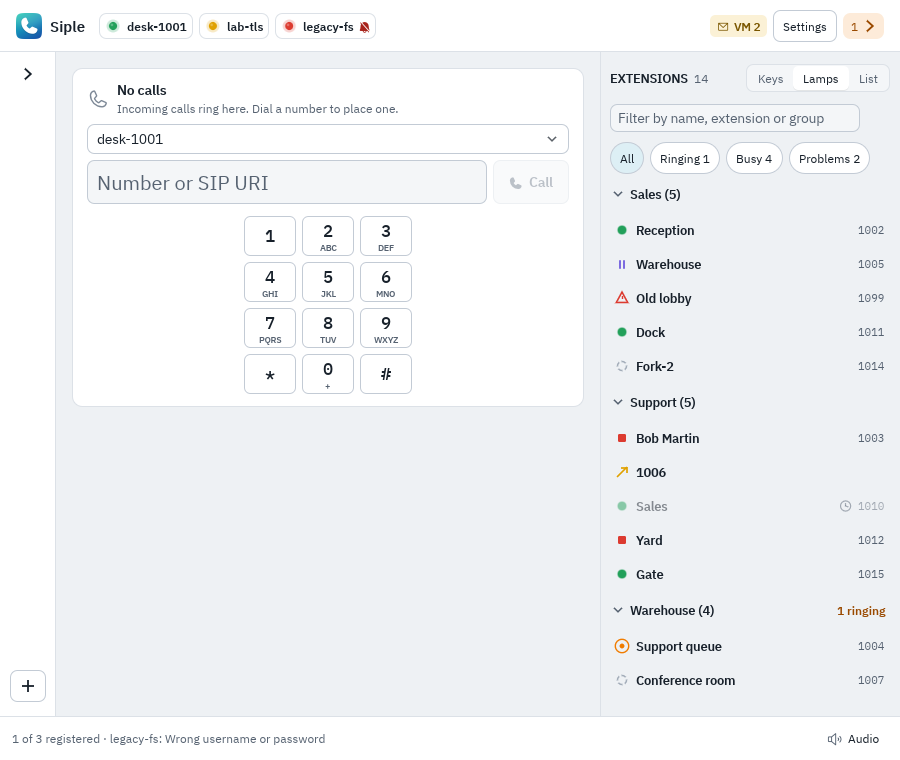 Siple
desk-1001
lab-tls
legacy-fs
VM 2
Settings
1
No calls
Incoming calls ring here. Dial a number to place one.
desk-1001
Number or SIP URI
Call
1
2
ABC
3
DEF
4
GHI
5
JKL
6
MNO
7
PQRS
8
TUV
9
WXYZ
*
0
+
#
EXTENSIONS 14
Keys
Lamps
List
Filter by name, extension or group
All
Ringing 1
Busy 4
Problems 2
Sales (5)
Reception 1002
Warehouse 1005
Old lobby 1099
Dock 1011
Fork-2 1014
Support (5)
Bob Martin 1003
1006
Sales 1010
Yard 1012
Gate 1015
Warehouse (4) 1 ringing
Support queue 1004
Conference room 1007
1 of 3 registered · legacy-fs: Wrong username or password
Audio